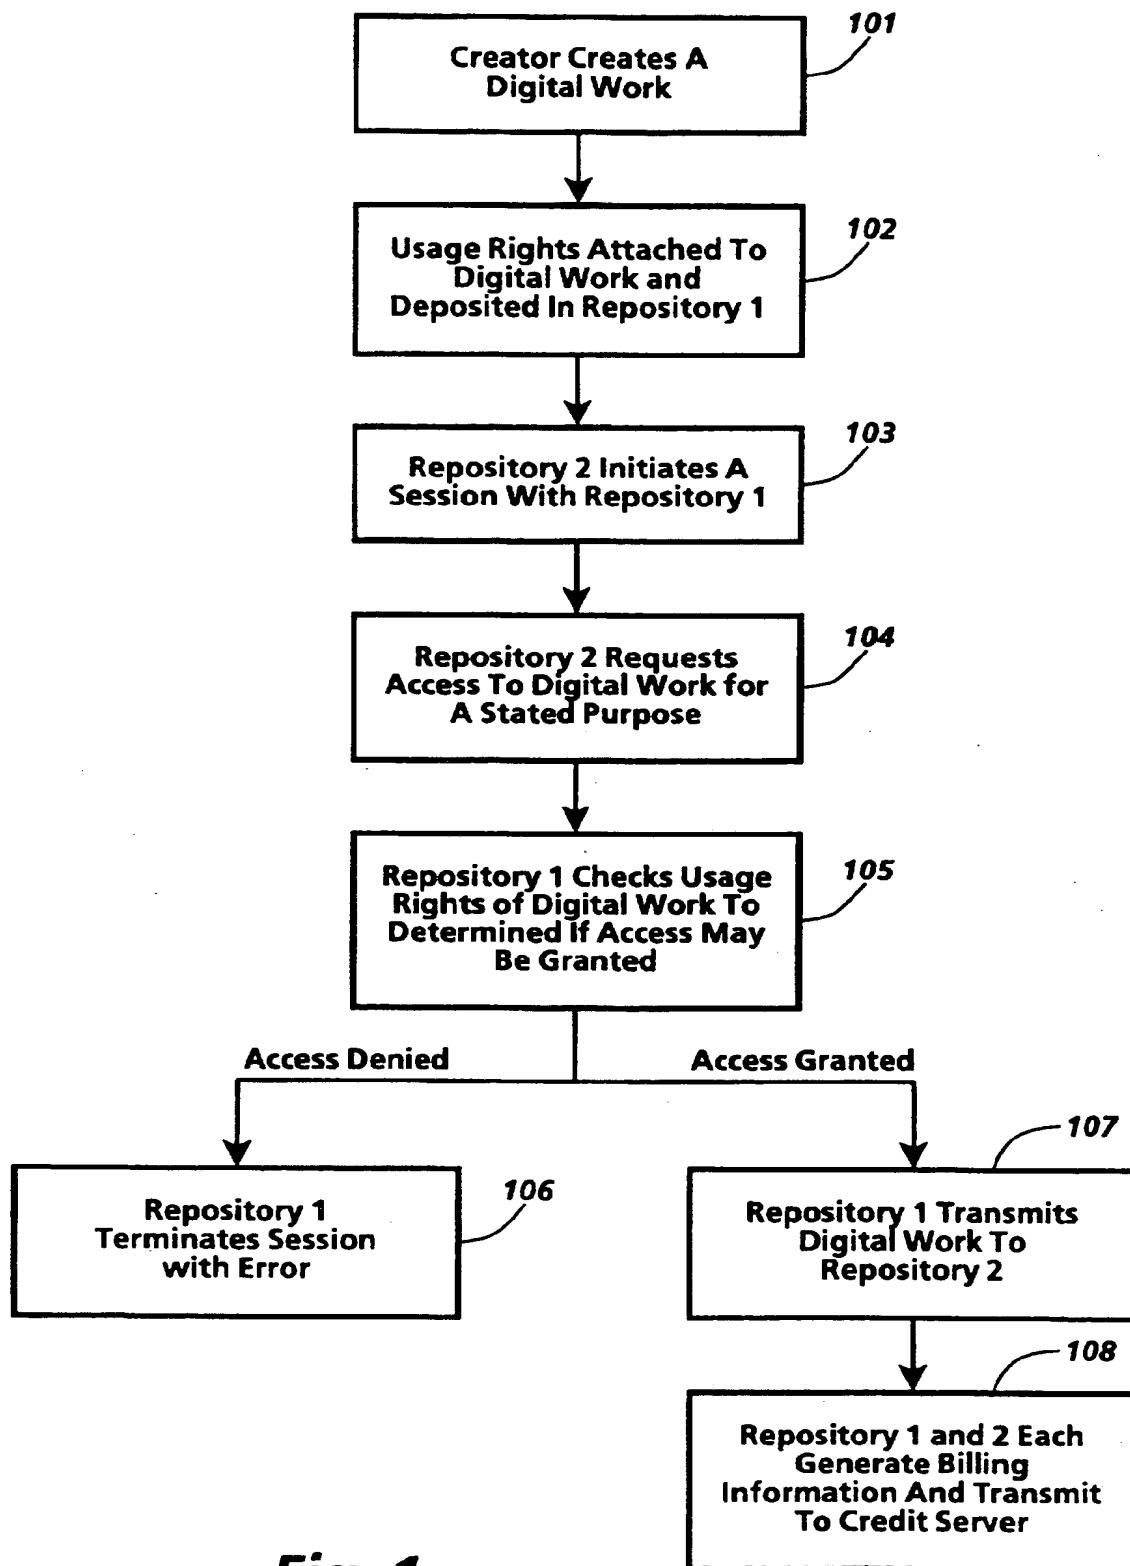 101
Creator Creates A
Digital Work
102
Usage Rights Attached To
Digital Work and
Deposited In Repository 1
103
Repository 2 Initiates A
Session With Repository 1
104
Repository 2 Requests
Access To Digital Work for
A Stated Purpose
105
Repository 1 Checks Usage
Rights of Digital Work To
Determined If Access May
Be Granted
Access Denied
Access Granted
106
Repository 1
Terminates Session
with Error
107
Repository 1 Transmits
Digital Work To
Repository 2
108
Repository 1 and 2 Each
Generate Billing
Information And Transmit
To Credit Server
Fig. 1